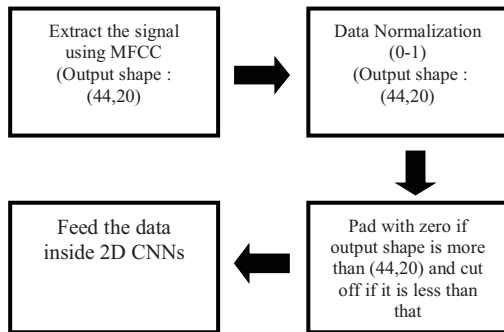 Extract the signal
using MFCC
(Output shape :
(44,20)
Data Normalization
(0-1)
(Output shape :
(44,20)
Pad with zero if
output shape is more
than (44,20) and cut
off if it is less than
that
Feed the data
inside 2D CNNs